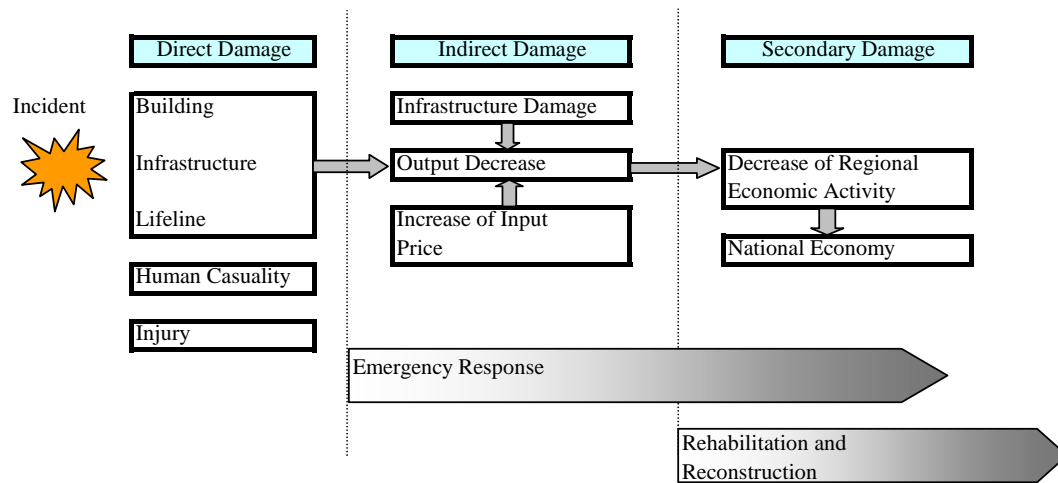 Direct Damage
Indirect Damage
Secondary Damage
Incident
Building
Infrastructure
Lifeline
Human Casuality
Injury
Infrastructure Damage
Output Decrease
Increase of Input
Price
Decrease of Regional
Economic Activity
National Economy
Emergency Response
Rehabilitation and
Reconstruction